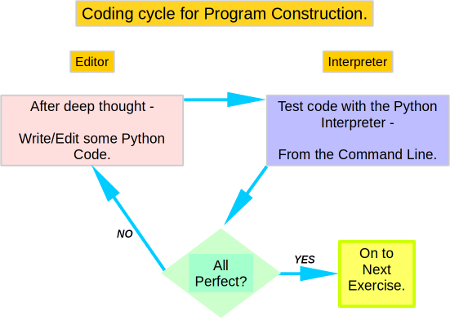 Coding cycle for Program Construction.
Editor
Interpreter
After deep thought -
Write/Edit some Python
Code.
Test code with the Python
Interpreter -
From the Command Line.
NO
All
Perfect?
YES
On to
Next
Exercise.